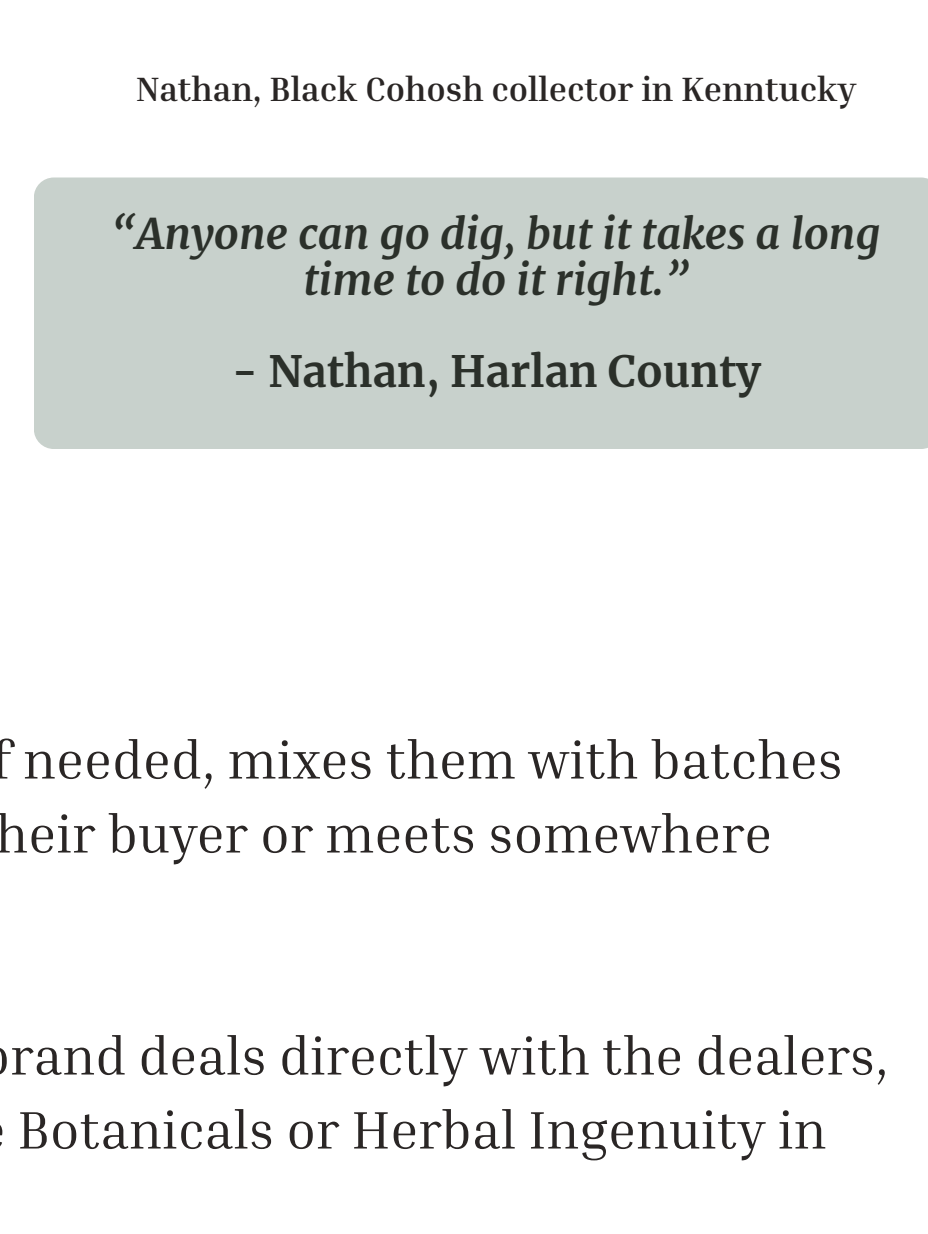 Nathan, Black Cohosh collector in Kenntucky
“Anyone can go dig, but it takes a long
time to do it right.”
– Nathan, Harlan County
needed, mixes them with batches
buyer or meets somewhere
deals directly with the dealers,
Botanicals or Herbal Ingenuity in